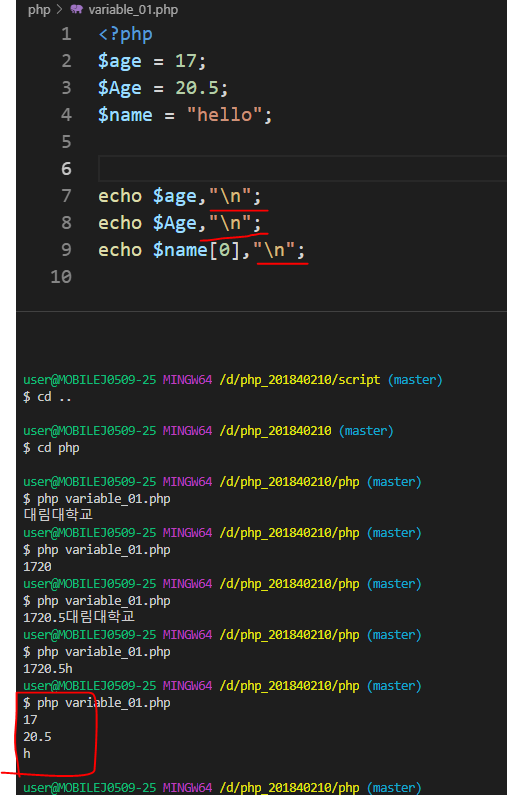 php > variable_01.php
1 <?php
2 $age = 17;
3 $Age = 20.5;
4 $name = "hello";
5
6
7 echo $age,"\n";
8 echo $Age,"\n";
9 echo $name[0],"\n";
10
user@MOBILEJ0509-25 MINGW64 /d/php_201840210/script (master)
$ cd ..
user@MOBILEJ0509-25 MINGW64 /d/php_201840210 (master)
$ cd php
user@MOBILEJ0509-25 MINGW64 /d/php_201840210/php (master)
$ php variable_01.php
대림대학교
user@MOBILEJ0509-25 MINGW64 /d/php_201840210/php (master)
$ php variable_01.php
1720
user@MOBILEJ0509-25 MINGW64 /d/php_201840210/php (master)
$ php variable_01.php
1720.5대림대학교
user@MOBILEJ0509-25 MINGW64 /d/php_201840210/php (master)
$ php variable_01.php
1720.5h
user@MOBILEJ0509-25 MINGW64 /d/php_201840210/php (master)
$ php variable_01.php
17
20.5
h
user@MOBILEJ0509-25 MINGW64 /d/php_201840210/php (master)